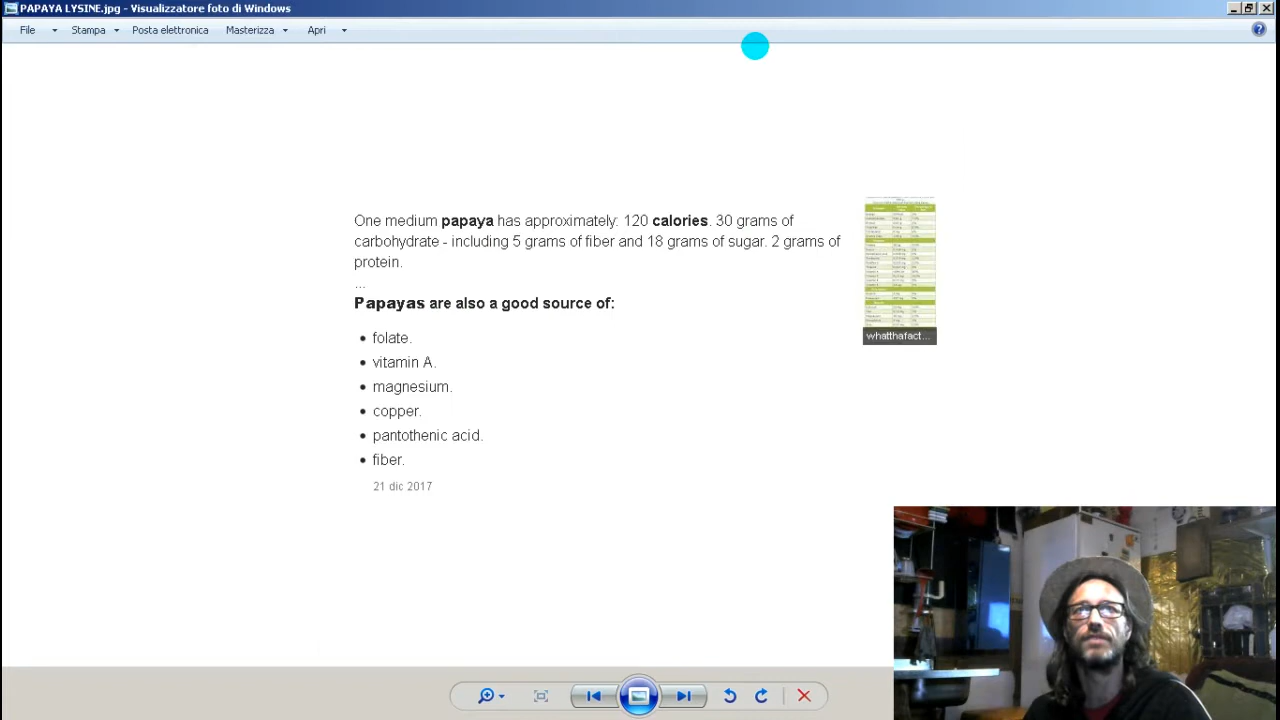 PAPAYA LYSINE.jpg - Visualizzatore foto di Windows
File Stampa Posta elettronica Masterizza Apri
One medium papaya has approximately: 120 calories. 30 grams of
carbohydrate - including 5 grams of fiber and 18 grams of sugar. 2 grams of
protein.
...
Papayas are also a good source of:
• folate.
• vitamin A.
• magnesium.
• copper.
• pantothenic acid.
• fiber.
21 dic 2017
whatthafact...